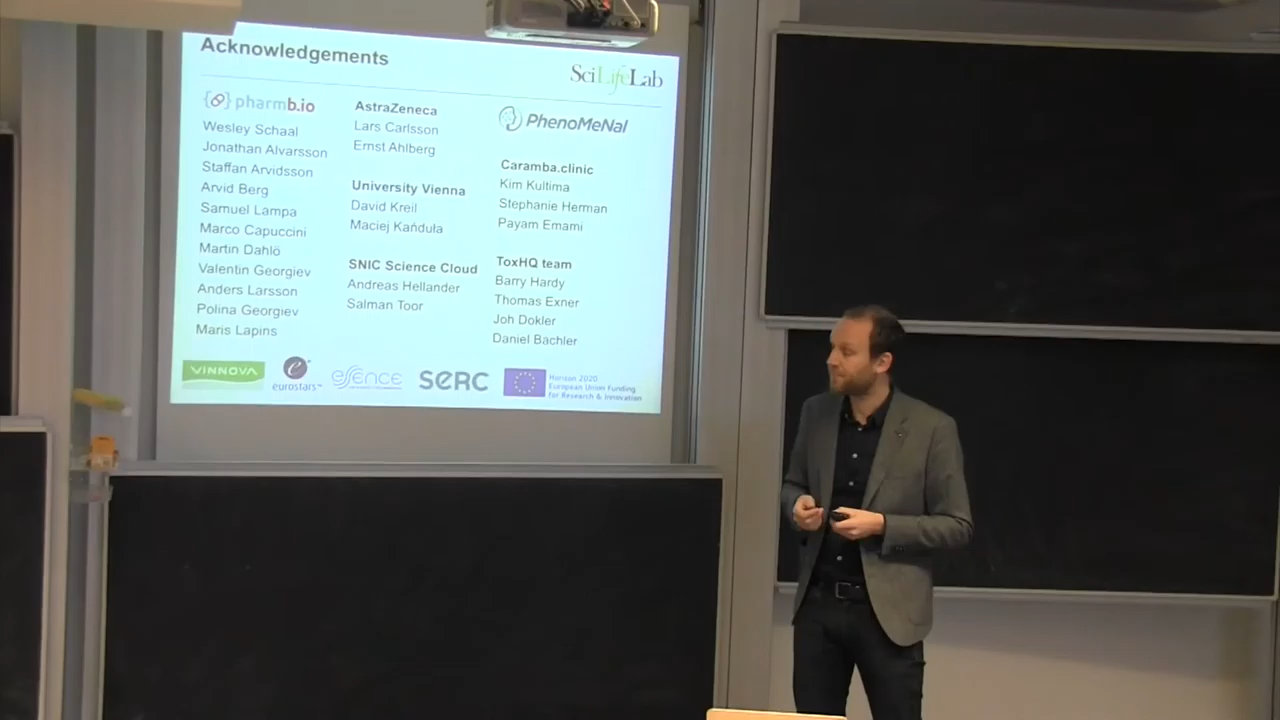 Acknowledgements
SciLifeLab
pharmb.io
Wesley Schaal
Jonathan Alvarsson
Staffan Arvidsson
Arvid Berg
Samuel Lampa
Marco Capuccini
Martin Dahlö
Valentin Georgiev
Anders Larsson
Polina Georgiev
Maris Lapins
AstraZeneca
Lars Carlsson
Ernst Ahlberg
University Vienna
David Kreil
Maciej Kańduła
SNIC Science Cloud
Andreas Hellander
Salman Toor
PhenoMeNal
Caramba.clinic
Kim Kultima
Stephanie Herman
Payam Emami
ToxHQ team
Barry Hardy
Thomas Exner
Joh Dokler
Daniel Bachler
VINNOVA
e
eurostars™
eSSENCE
SeRC
Horizon 2020
European Union Funding
for Research & Innovation